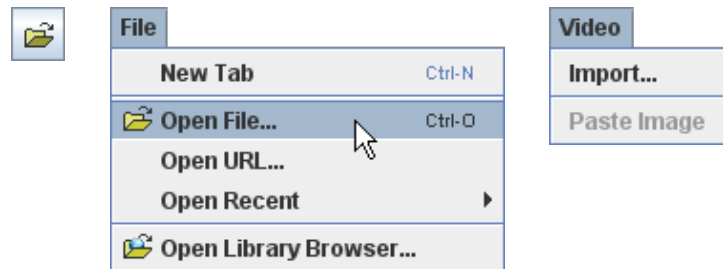 File
New Tab Ctrl-N
Open File... Ctrl-O
Open URL...
Open Recent
Open Library Browser...
Video
Import...
Paste Image